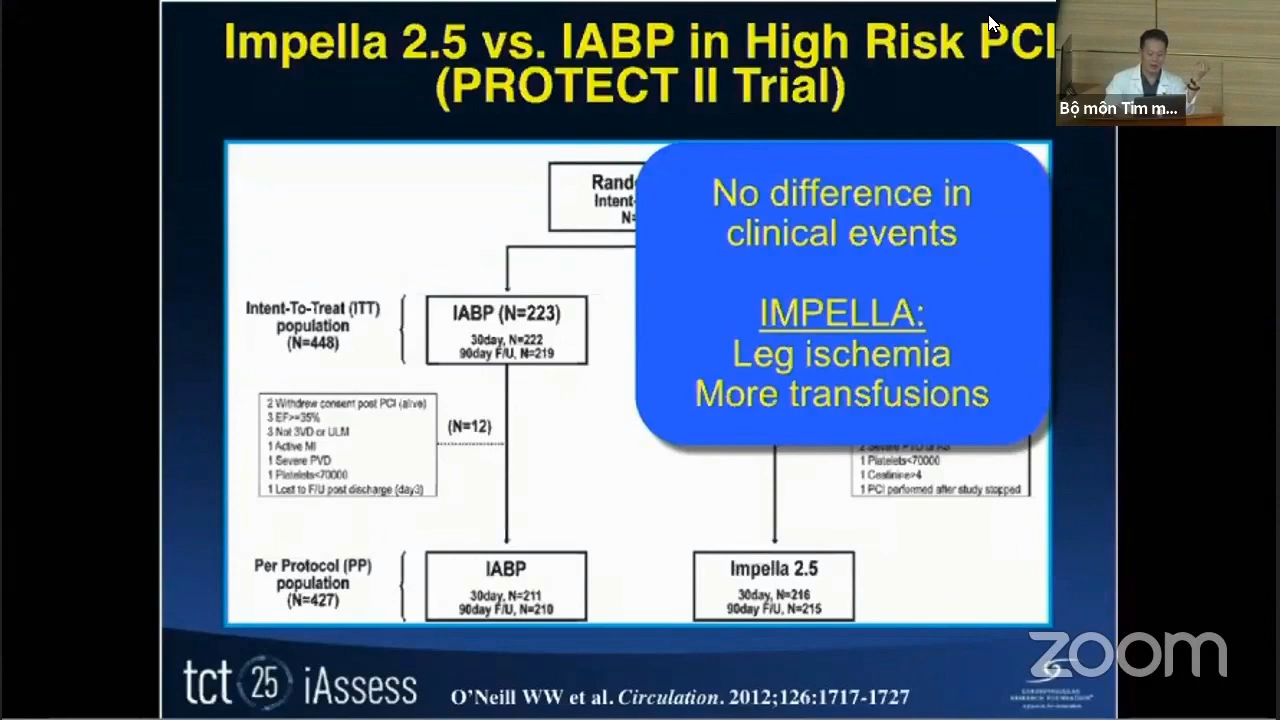 Impella 2.5 vs. IABP in High Risk PCI
(PROTECT II Trial)
Bộ môn Tim m...
Intent-
N=
No difference in
clinical events
IMPELLA:
Leg ischemia
More transfusions
Intent-To-Treat (ITT)
population
(N=448)
IABP (N=223)
30day, N=222
90day F/U, N=219
2 Withdrew consent post PCI (alive)
3 EF>=35%
3 Not 3VD or ULM
1 Active MI
1 Severe PVD
1 Platelets<70000
1 Lost to F/U post discharge (day3)
(N=12)
1 Platelets<70000
1 Ceatinine>4
1 PCI performed after study stopped
Per Protocol (PP)
population
(N=427)
IABP
30day, N=211
90day F/U, N=210
Impella 2.5
30day, N=216
90day F/U, N=215
zoom
tct 25 iAssess
O'Neill WW et al. Circulation. 2012;126:1717-1727